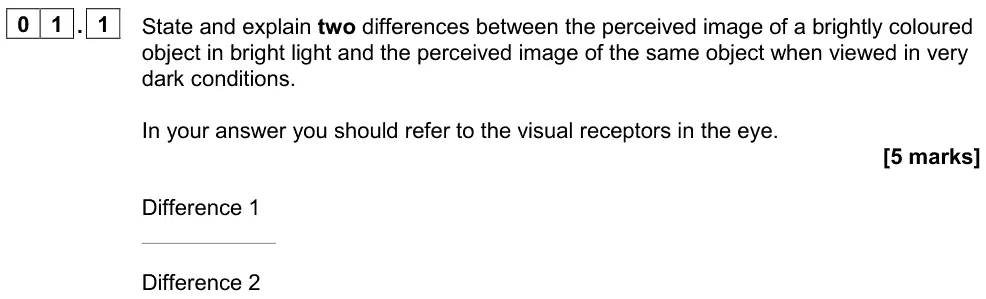 01.1 State and explain two differences between the perceived image of a brightly coloured
object in bright light and the perceived image of the same object when viewed in very
dark conditions.
In your answer you should refer to the visual receptors in the eye.
[5 marks]
Difference 1
Difference 2